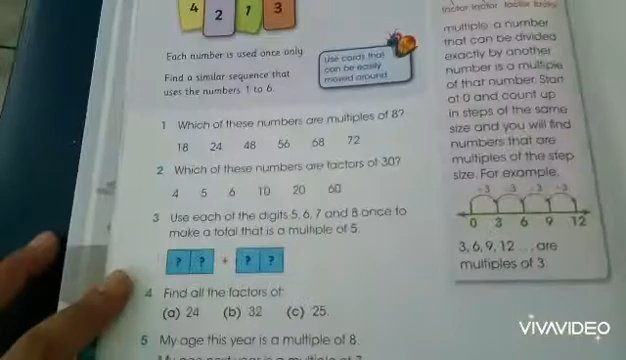 4 2 1 3
Each number is used once only
Find a similar sequence that
uses the numbers 1 to 6.
Use cards that
can be easily
moved around
1 Which of these numbers are multiples of 8?
18 24 48 56 68 72
2 Which of these numbers are factors of 30?
4 5 6 10 20 60
3 Use each of the digits 5, 6, 7 and 8 once to
make a total that is a multiple of 5.
? ? + ? ?
4 Find all the factors of:
(a) 24 (b) 32 (c) 25.
5 My age this year is a multiple of 8.
factor factor factor factor
multiple a number
that can be divided
exactly by another
number is a multiple
of that number. Start
at 0 and count up
in steps of the same
size and you will find
numbers that are
multiples of the step
size. For example,
+3 +3 +3 +3
0 3 6 9 12
3, 6, 9, 12 ... are
multiples of 3.
VIVAVIDEO